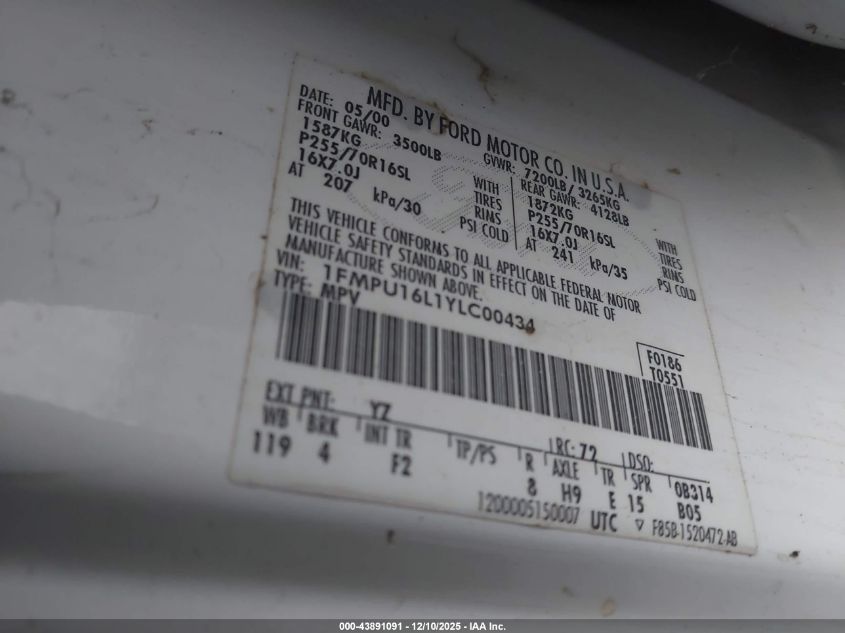 MFD. BY FORD MOTOR CO. IN U.S.A.
DATE: 05/00 GVWR: 7200LB/ 3265KG
FRONT GAWR: 3500LB REAR GAWR: 4128LB
1587KG WITH 1872KG WITH
P255/70R16SL TIRES P255/70R16SL TIRES
16X7.0J RIMS 16X7.0J RIMS
AT 207 kPa/30 PSI COLD AT 241 kPa/35 PSI COLD
THIS VEHICLE CONFORMS TO ALL APPLICABLE FEDERAL MOTOR
VEHICLE SAFETY STANDARDS IN EFFECT ON THE DATE OF
MANUFACTURE SHOWN ABOVE.
VIN: 1FMPU16L1YLC00434
TYPE: MPV
F0186
T0551
EXT PNT: YZ RC: 72 DSO:
WB BRK INT TR TP/PS R AXLE TR SPR 0B314
119 4 F2 8 H9 E 15 B05
1200005150007 UTC ▽ F85B-1520472-AB
000-43891091 - 12/10/2025 - IAA Inc.